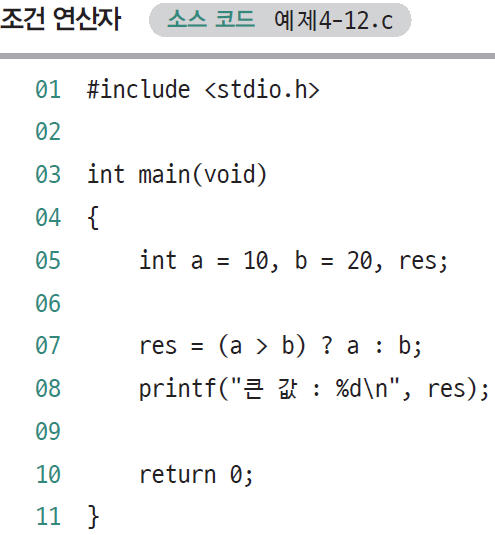 조건 연산자 소스 코드 예제4-12.c
01 #include <stdio.h>
02
03 int main(void)
04 {
05     int a = 10, b = 20, res;
06
07     res = (a > b) ? a : b;
08     printf("큰 값 : %d\n", res);
09
10     return 0;
11 }